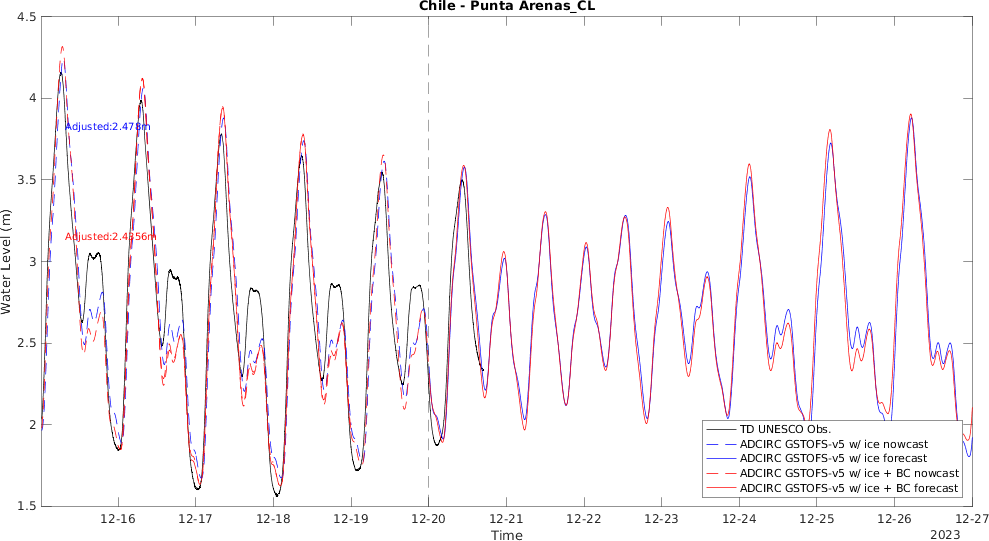 Chile - Punta Arenas_CL
4.5
4
3.5
3
2.5
2
1.5
Water Level (m)
Adjusted:2.478m
Adjusted:2.4356m
TD UNESCO Obs.
ADCIRC GSTOFS-v5 w/ ice nowcast
ADCIRC GSTOFS-v5 w/ ice forecast
ADCIRC GSTOFS-v5 w/ ice + BC nowcast
ADCIRC GSTOFS-v5 w/ ice + BC forecast
12-16 12-17 12-18 12-19 12-20 12-21 12-22 12-23 12-24 12-25 12-26 12-27
Time
2023